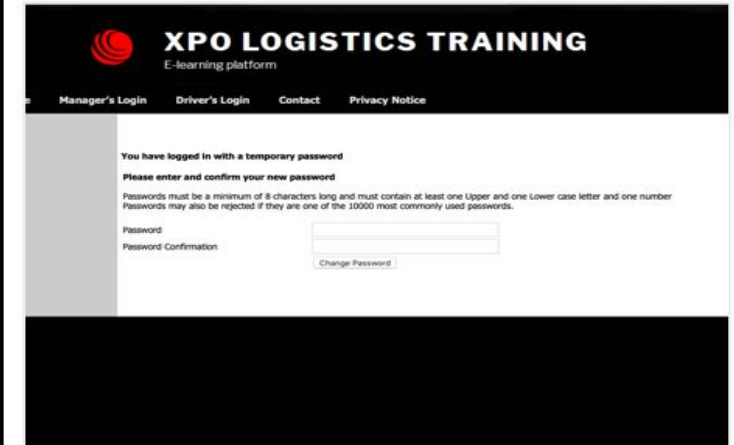 XPO LOGISTICS TRAINING
E-learning platform
e Manager's Login Driver's Login Contact Privacy Notice
You have logged in with a temporary password
Please enter and confirm your new password
Passwords must be a minimum of 8 characters long and must contain at least one Upper and one Lower case letter and one number
Passwords may also be rejected if they are one of the 10000 most commonly used passwords.
Password
Password Confirmation
Change Password